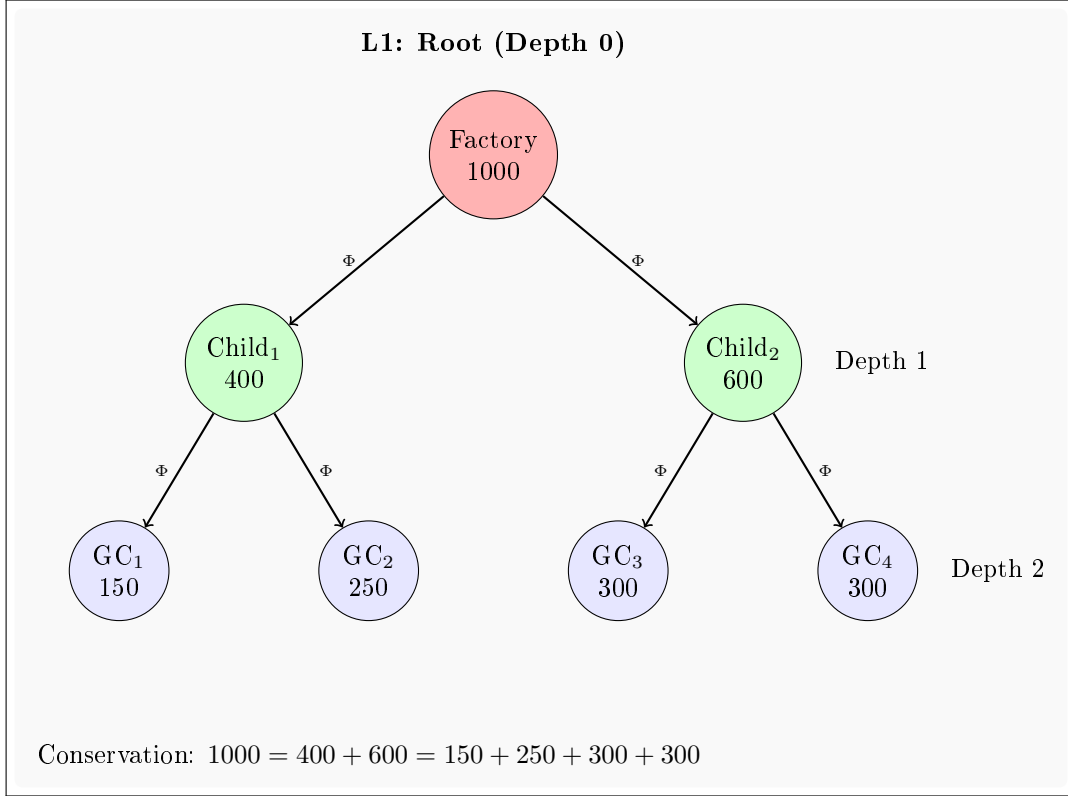 L1: Root (Depth 0)
Factory
1000
Φ
Φ
Child₁
400
Child₂
600
Depth 1
Φ
Φ
Φ
Φ
GC₁
150
GC₂
250
GC₃
300
GC₄
300
Depth 2
Conservation: 1000 = 400 + 600 = 150 + 250 + 300 + 300